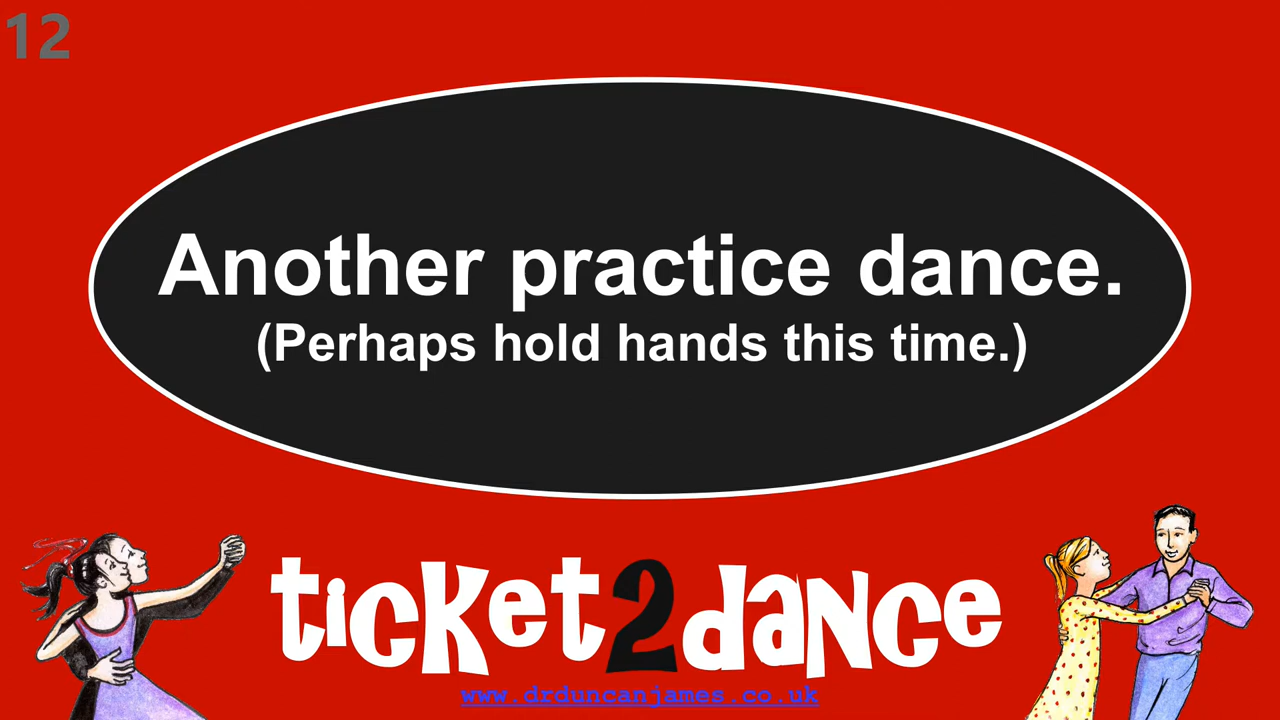 12
Another practice dance.
(Perhaps hold hands this time.)
ticket2dance
www.drduncanjames.co.uk